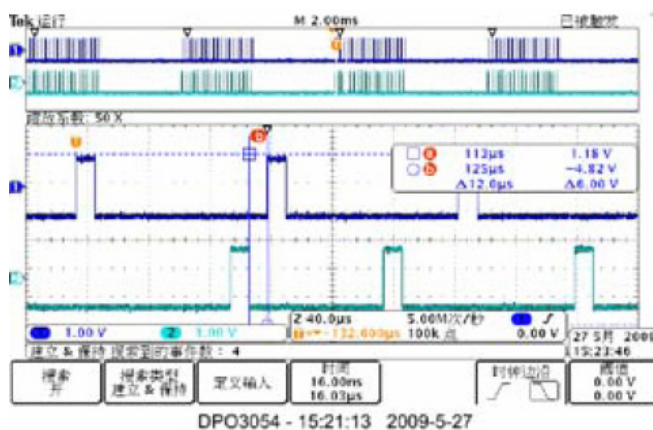 Tek 运行 M 2.00ms 已被触发
缩放系数: 50 X
a 113µs 1.18 V
b 125µs -4.82 V
Δ12.0µs Δ6.00 V
1 1.00 V 2 1.00 V
Z 40.0µs 5.00M次/秒 1
-132.600µs 100k 点 0.00 V
27 5月 2009
15:23:46
建立 & 保持 搜索到的事件数: 4
搜索 开
搜索类型 建立 & 保持
定义输入
时间 16.00ns 16.03µs
时钟边沿
阈值 0.00 V 0.00 V
DPO3054 - 15:21:13 2009-5-27